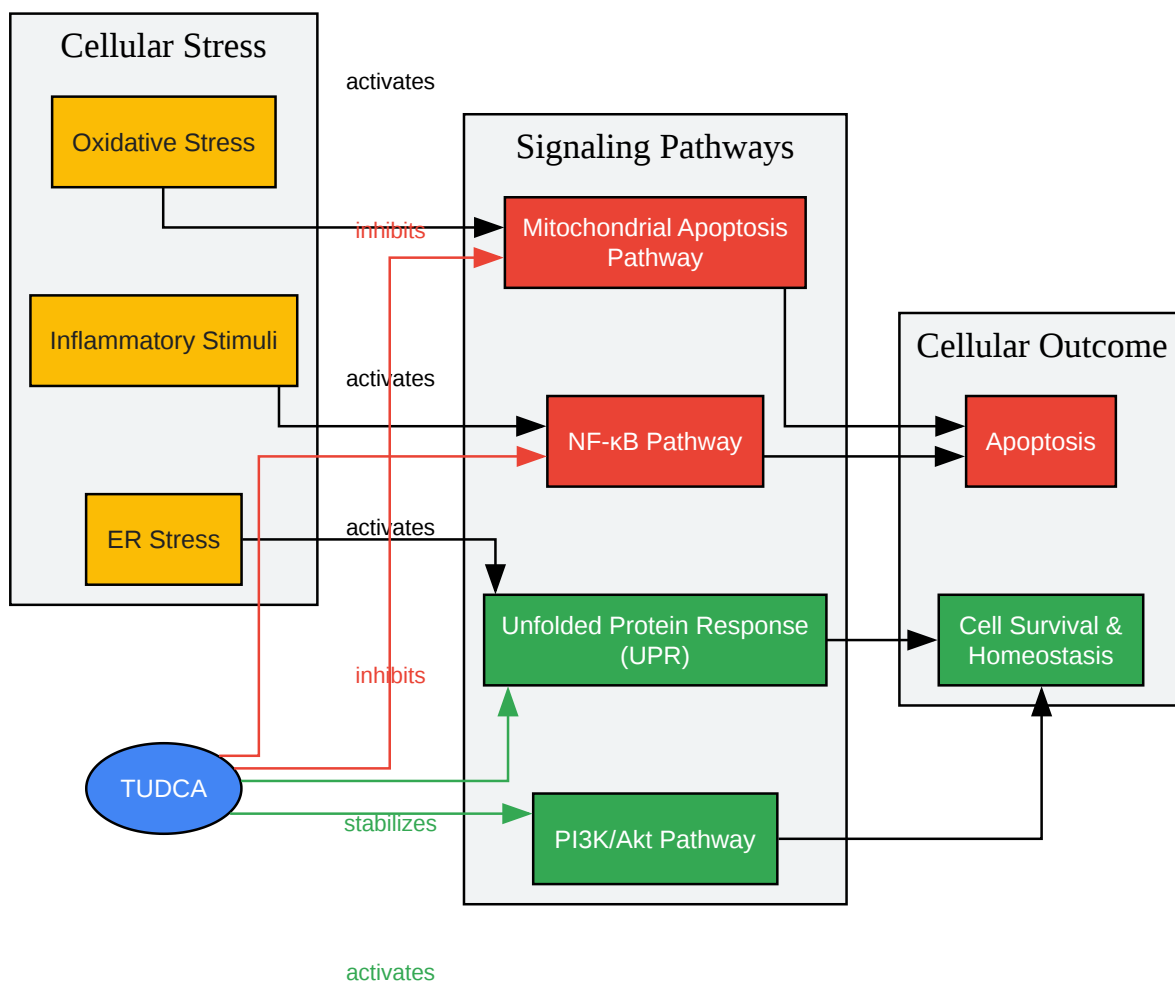 Cellular Stress
Oxidative Stress
Inflammatory Stimuli
ER Stress
TUDCA
activates
inhibits
activates
activates
inhibits
stabilizes
activates
Signaling Pathways
Mitochondrial Apoptosis
Pathway
NF-κB Pathway
Unfolded Protein Response
(UPR)
PI3K/Akt Pathway
Cellular Outcome
Apoptosis
Cell Survival &
Homeostasis